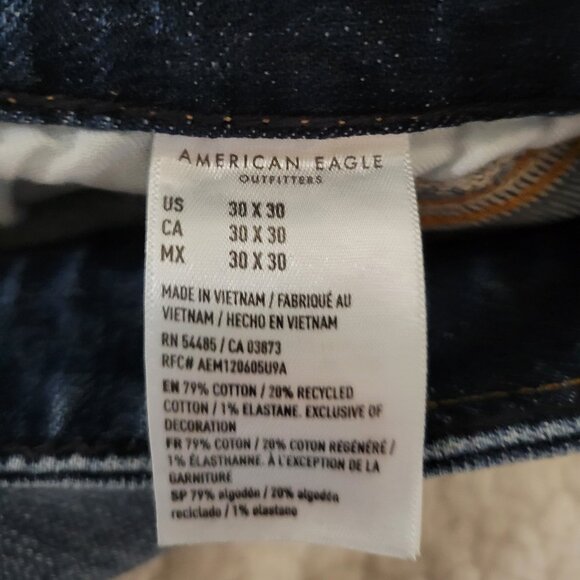 AMERICAN EAGLE
OUTFITTERS
US 30 X 30
CA 30 X 30
MX 30 X 30
MADE IN VIETNAM / FABRIQUÉ AU
VIETNAM / HECHO EN VIETNAM
RN 54485 / CA 03873
RFC# AEM120605U9A
EN 79% COTTON / 20% RECYCLED
COTTON / 1% ELASTANE. EXCLUSIVE OF
DECORATION
FR 79% COTON / 20% COTON RÉGÉNÉRÉ /
1% ÉLASTHANNE. À L'EXCEPTION DE LA
GARNITURE
SP 79% algodón / 20% algodón
reciclado / 1% elastano